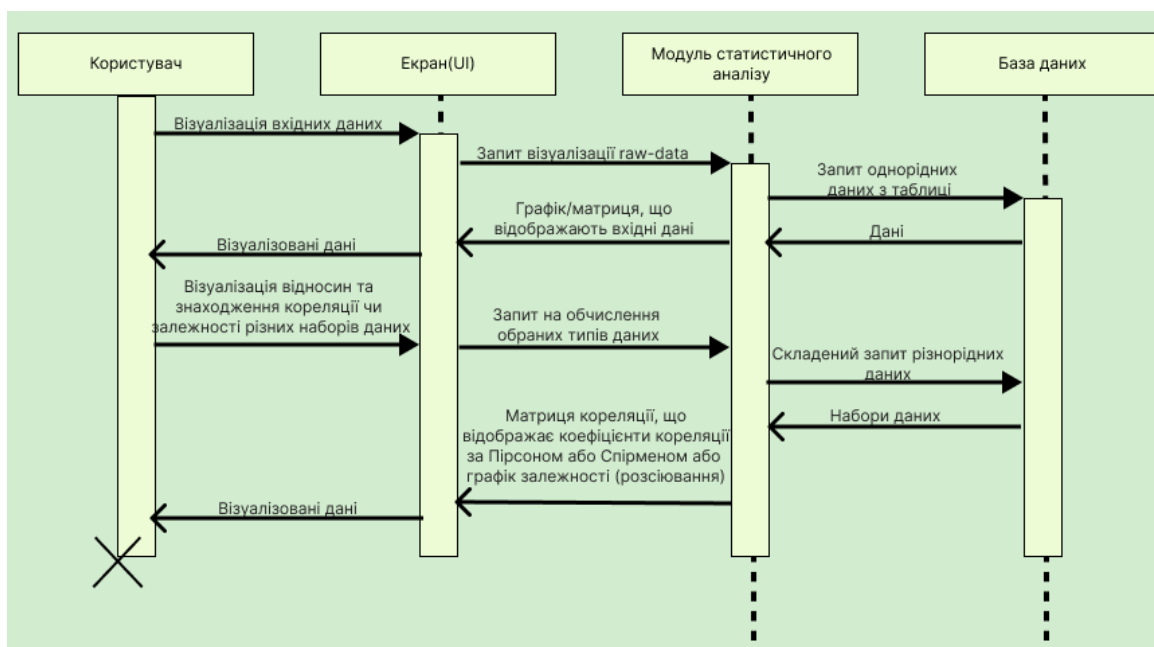 Користувач
Екран(UI)
Модуль статистичного
аналізу
База даних
Візуалізація вхідних даних
Запит візуалізації raw-data
Запит однорідних
даних з таблиці
Графік/матриця, що
відображають вхідні дані
Дані
Візуалізовані дані
Візуалізація відносин та
знаходження кореляції чи
залежності різних наборів даних
Запит на обчислення
обраних типів даних
Складений запит різнорідних
даних
Набори даних
Матриця кореляції, що
відображає коефіцієнти кореляції
за Пірсоном або Спірменом або
графік залежності (розсіювання)
Візуалізовані дані